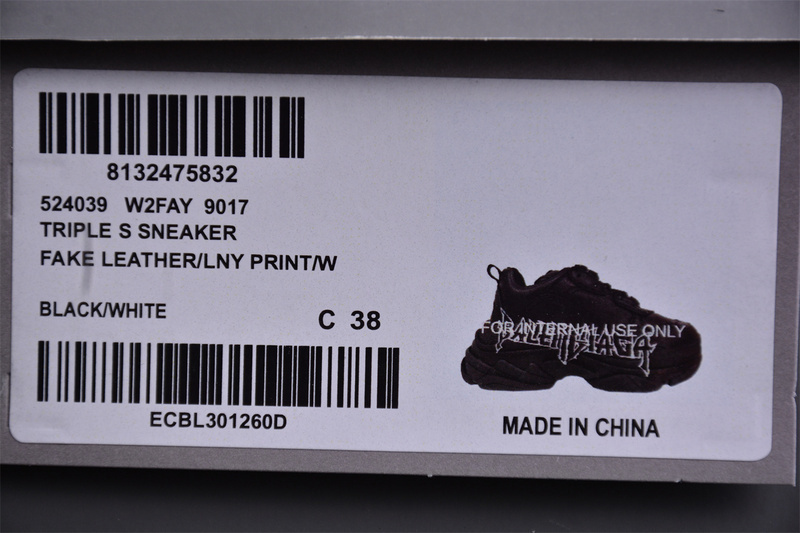 8132475832
524039 W2FAY 9017
TRIPLE S SNEAKER
FAKE LEATHER/LNY PRINT/W
BLACK/WHITE
C 38
FOR INTERNAL USE ONLY
BALENCIAGA
ECBL301260D
MADE IN CHINA